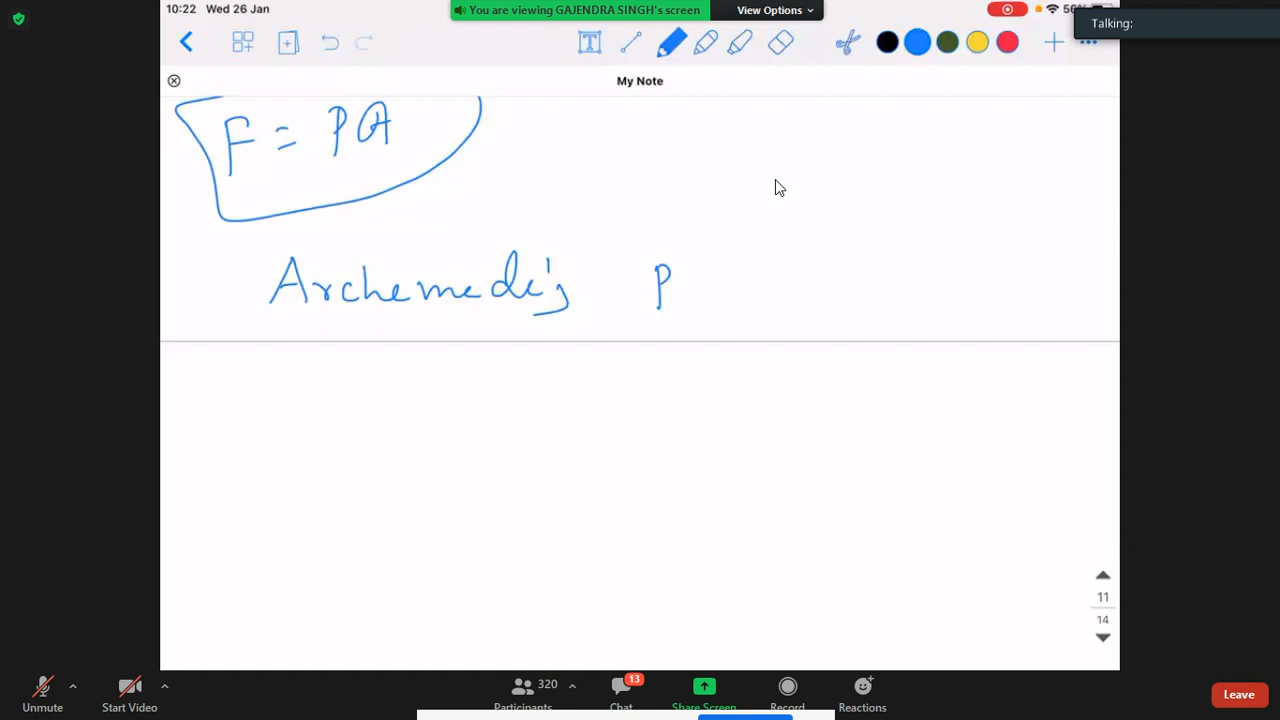 10:22 Wed 26 Jan
You are viewing GAJENDRA SINGH's screen
View Options
Talking:
My Note
F = PA
Archemede's P
11
14
Unmute
Start Video
320
Participants
13
Chat
Share Screen
Record
Reactions
Leave